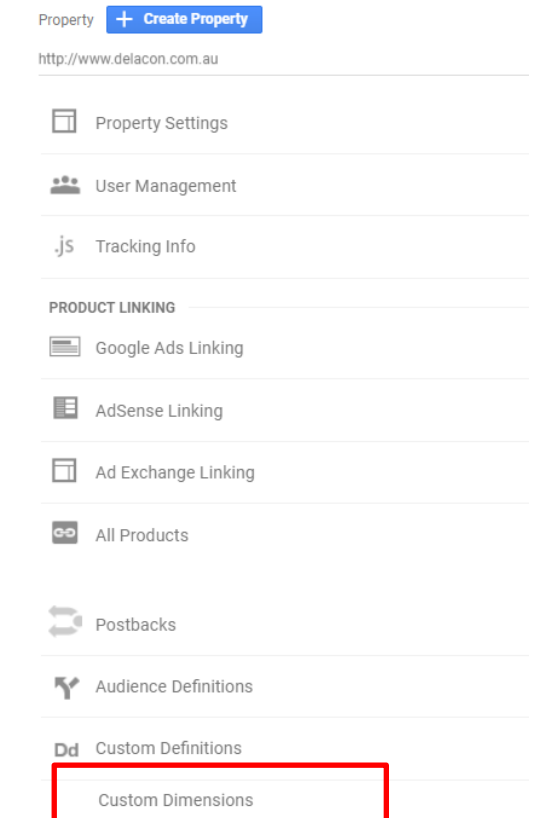 Property + Create Property
http://www.delacon.com.au
Property Settings
User Management
.js Tracking Info
PRODUCT LINKING
Google Ads Linking
AdSense Linking
Ad Exchange Linking
All Products
Postbacks
Audience Definitions
Dd Custom Definitions
Custom Dimensions